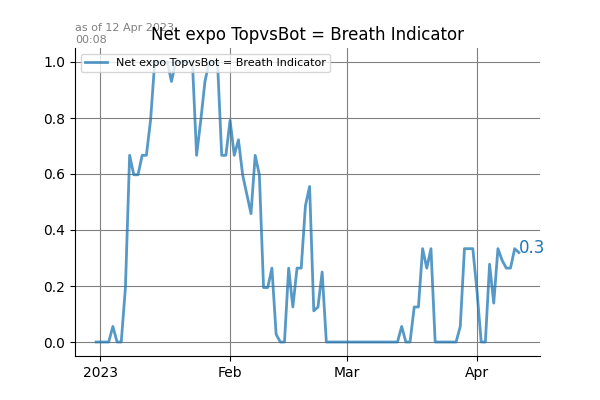 as of 12 Apr 2023
00:08
Net expo TopvsBot = Breath Indicator
Net expo TopvsBot = Breath Indicator
1.0
0.8
0.6
0.4
0.2
0.0
0.3
2023 Feb Mar Apr